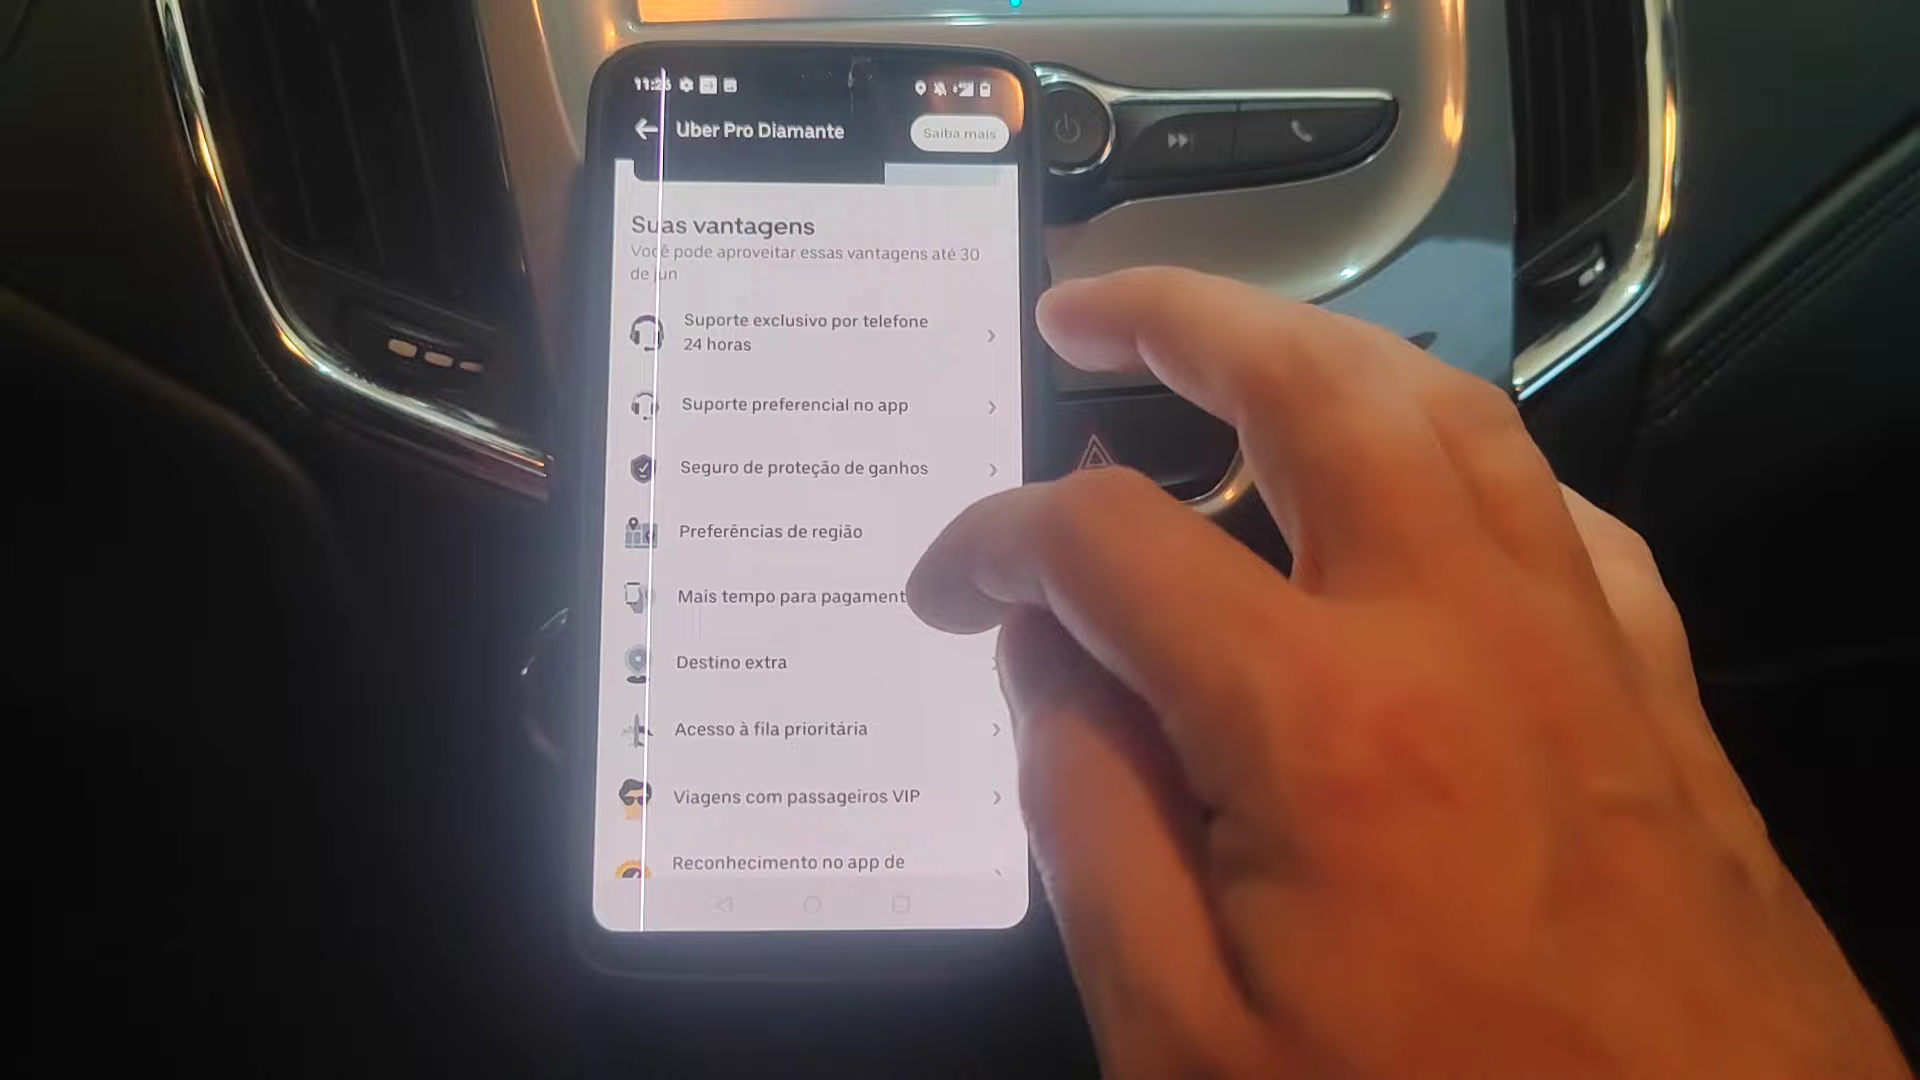 11:26
Uber Pro Diamante
Saiba mais
Suas vantagens
Você pode aproveitar essas vantagens até 30
de jun
Suporte exclusivo por telefone
24 horas
Suporte preferencial no app
Seguro de proteção de ganhos
Preferências de região
Mais tempo para pagament
Destino extra
Acesso à fila prioritária
Viagens com passageiros VIP
Reconhecimento no app de